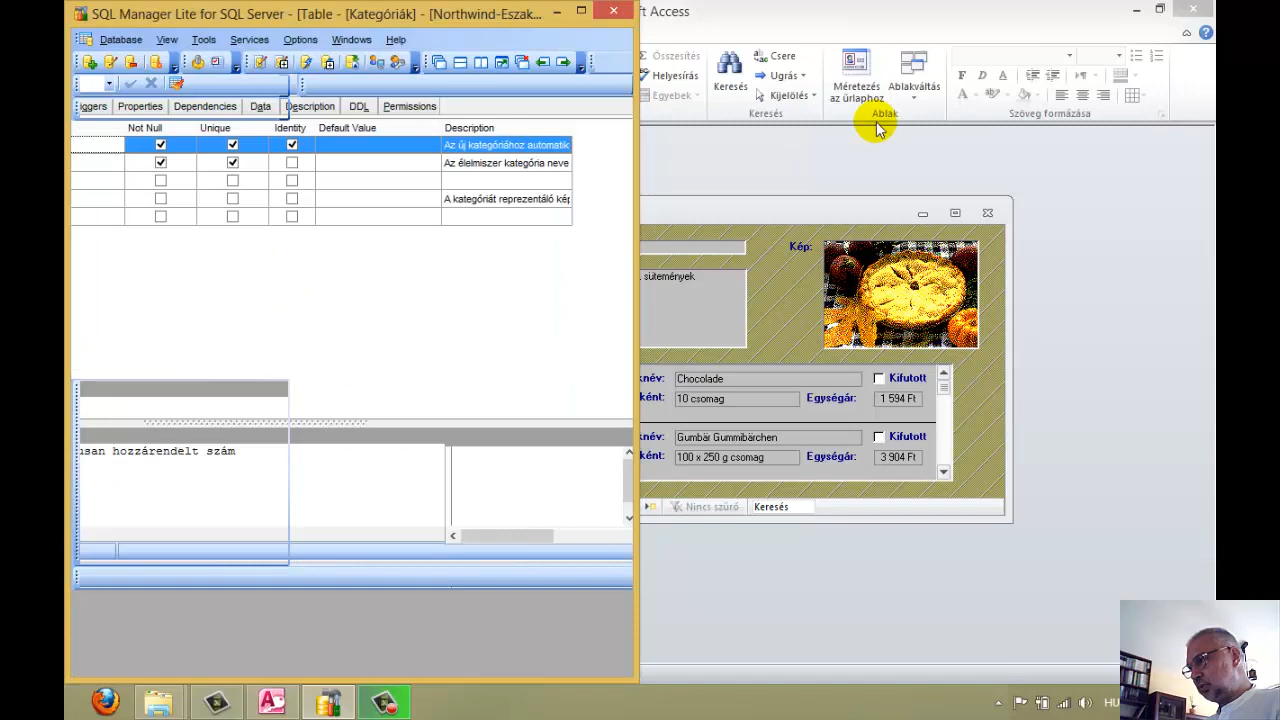 SQL Manager Lite for SQL Server - [Table - [Kategóriák] - [Northwind-Eszak...
ft Access
Database View Tools Services Options Windows Help
iggers Properties Dependencies Data Description DDL Permissions
Not Null Unique Identity Default Value Description
Az új kategóriához automatik
Az élelmiszer kategória neve
A kategóriát reprezentáló kép
usan hozzárendelt szám
Összesítés
Helyesírás
Egyebek
Keresés
Csere
Ugrás
Kijelölés
Keresés
Méretezés
az űrlaphoz
Ablakváltás
Ablak
F D A
Szöveg formázása
Kép:
sütemények
knév: Chocolade Kifutott
ként: 10 csomag Egységár: 1 594 Ft
knév: Gumbär Gummibärchen Kifutott
ként: 100 x 250 g csomag Egységár: 3 904 Ft
Nincs szűrő Keresés
HU